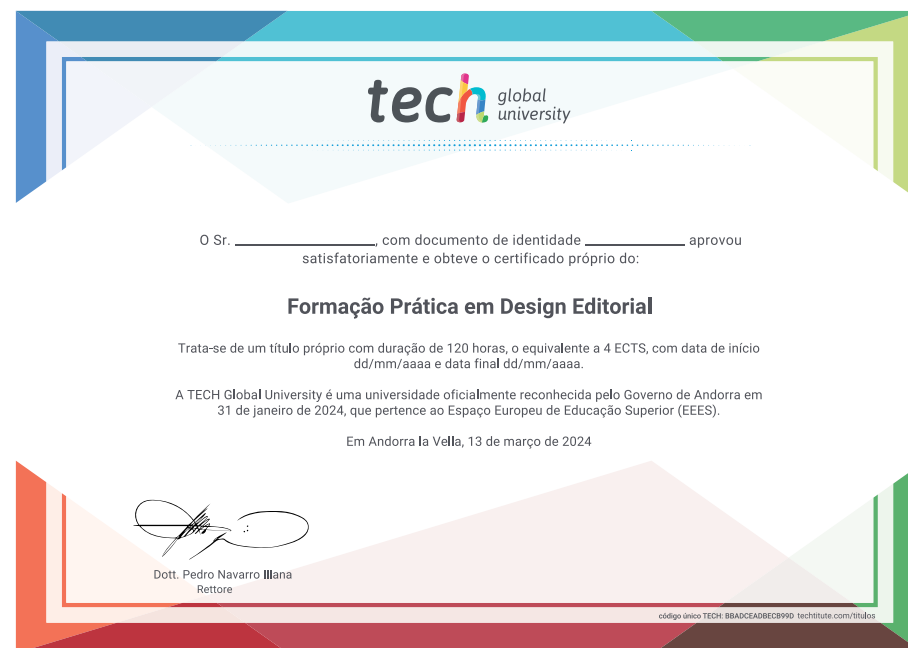 tech global university
O Sr. ____________, com documento de identidade ____________ aprovou
satisfatoriamente e obteve o certificado próprio do:
Formação Prática em Design Editorial
Trata-se de um título próprio com duração de 120 horas, o equivalente a 4 ECTS, com data de início
dd/mm/aaaa e data final dd/mm/aaaa.
A TECH Global University é uma universidade oficialmente reconhecida pelo Governo de Andorra em
31 de janeiro de 2024, que pertence ao Espaço Europeu de Educação Superior (EEES).
Em Andorra la Vella, 13 de março de 2024
Dott. Pedro Navarro Illana
Rettore
código único TECH: BBADCEADBECB99D techtitute.com/titulos